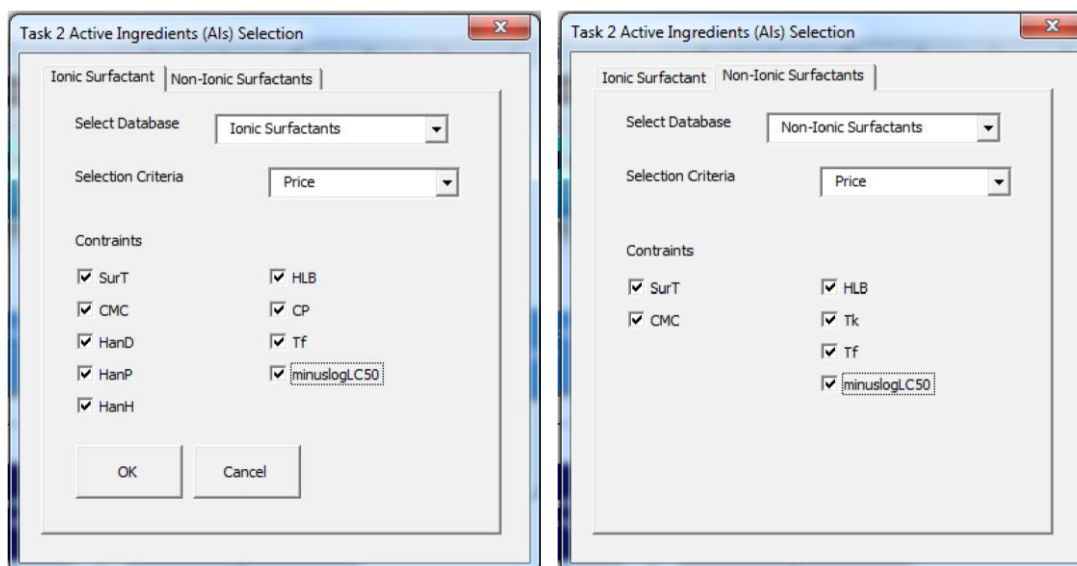 Task 2 Active Ingredients (AIs) Selection
Ionic Surfactant Non-Ionic Surfactants
Select Database Ionic Surfactants
Selection Criteria Price
Contraints
SurT HLB
CMC CP
HanD Tf
HanP minuslogLC50
HanH
OK Cancel
Task 2 Active Ingredients (AIs) Selection
Ionic Surfactant Non-Ionic Surfactants
Select Database Non-Ionic Surfactants
Selection Criteria Price
Contraints
SurT HLB
CMC Tk
Tf
minuslogLC50